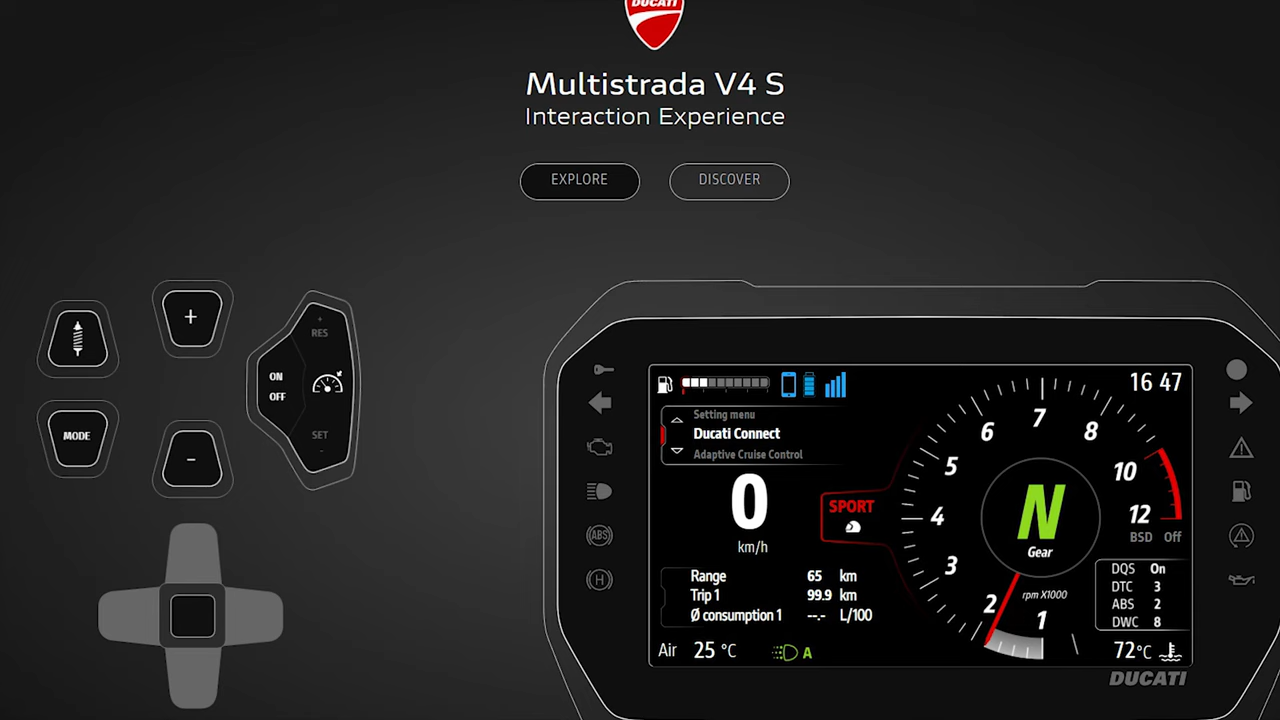 DUCATI
Multistrada V4 S
Interaction Experience
EXPLORE
DISCOVER
+
+
RES
ON
OFF
MODE
-
SET
-
16 47
Setting menu
Ducati Connect
Adaptive Cruise Control
0
km/h
SPORT
1
2
3
4
5
6
7
8
10
12
N
Gear
rpm X1000
BSD Off
ABS
H
Range 65 km
Trip 1 99.9 km
Ø consumption 1 --.- L/100
DQS On
DTC 3
ABS 2
DWC 8
Air 25 °C
A
72°C
DUCATI